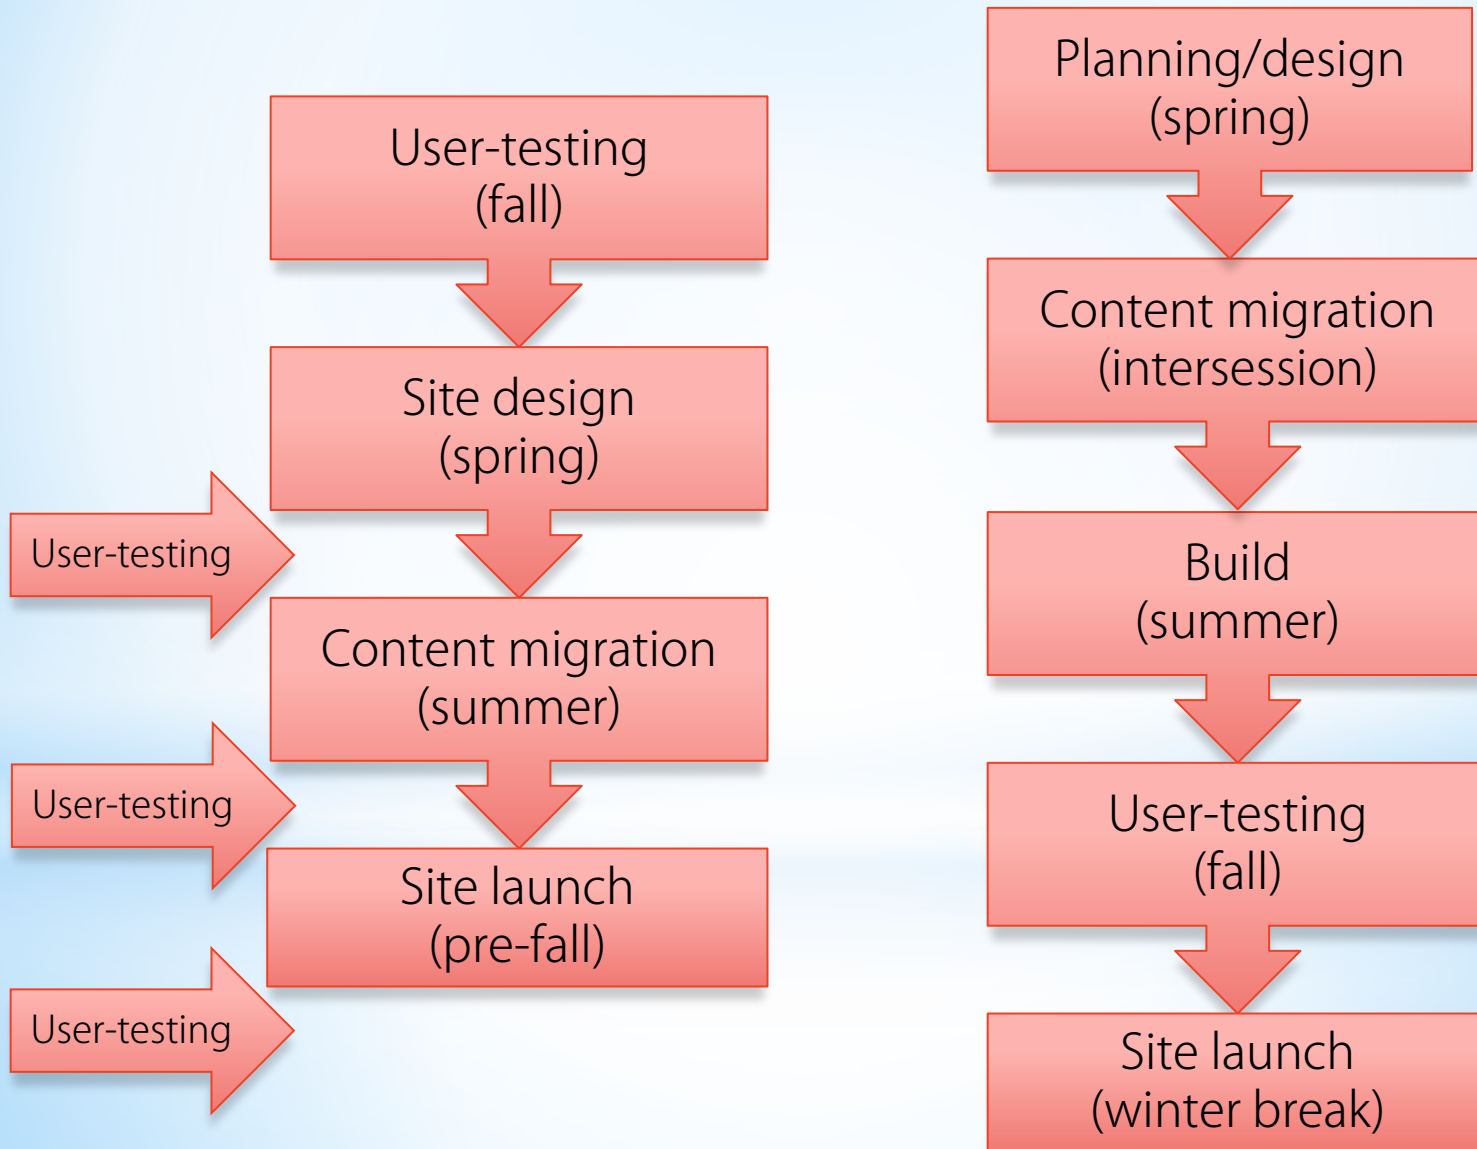 User-testing
(fall)
Site design
(spring)
User-testing
Content migration
(summer)
User-testing
Site launch
(pre-fall)
User-testing
Planning/design
(spring)
Content migration
(intersession)
Build
(summer)
User-testing
(fall)
Site launch
(winter break)